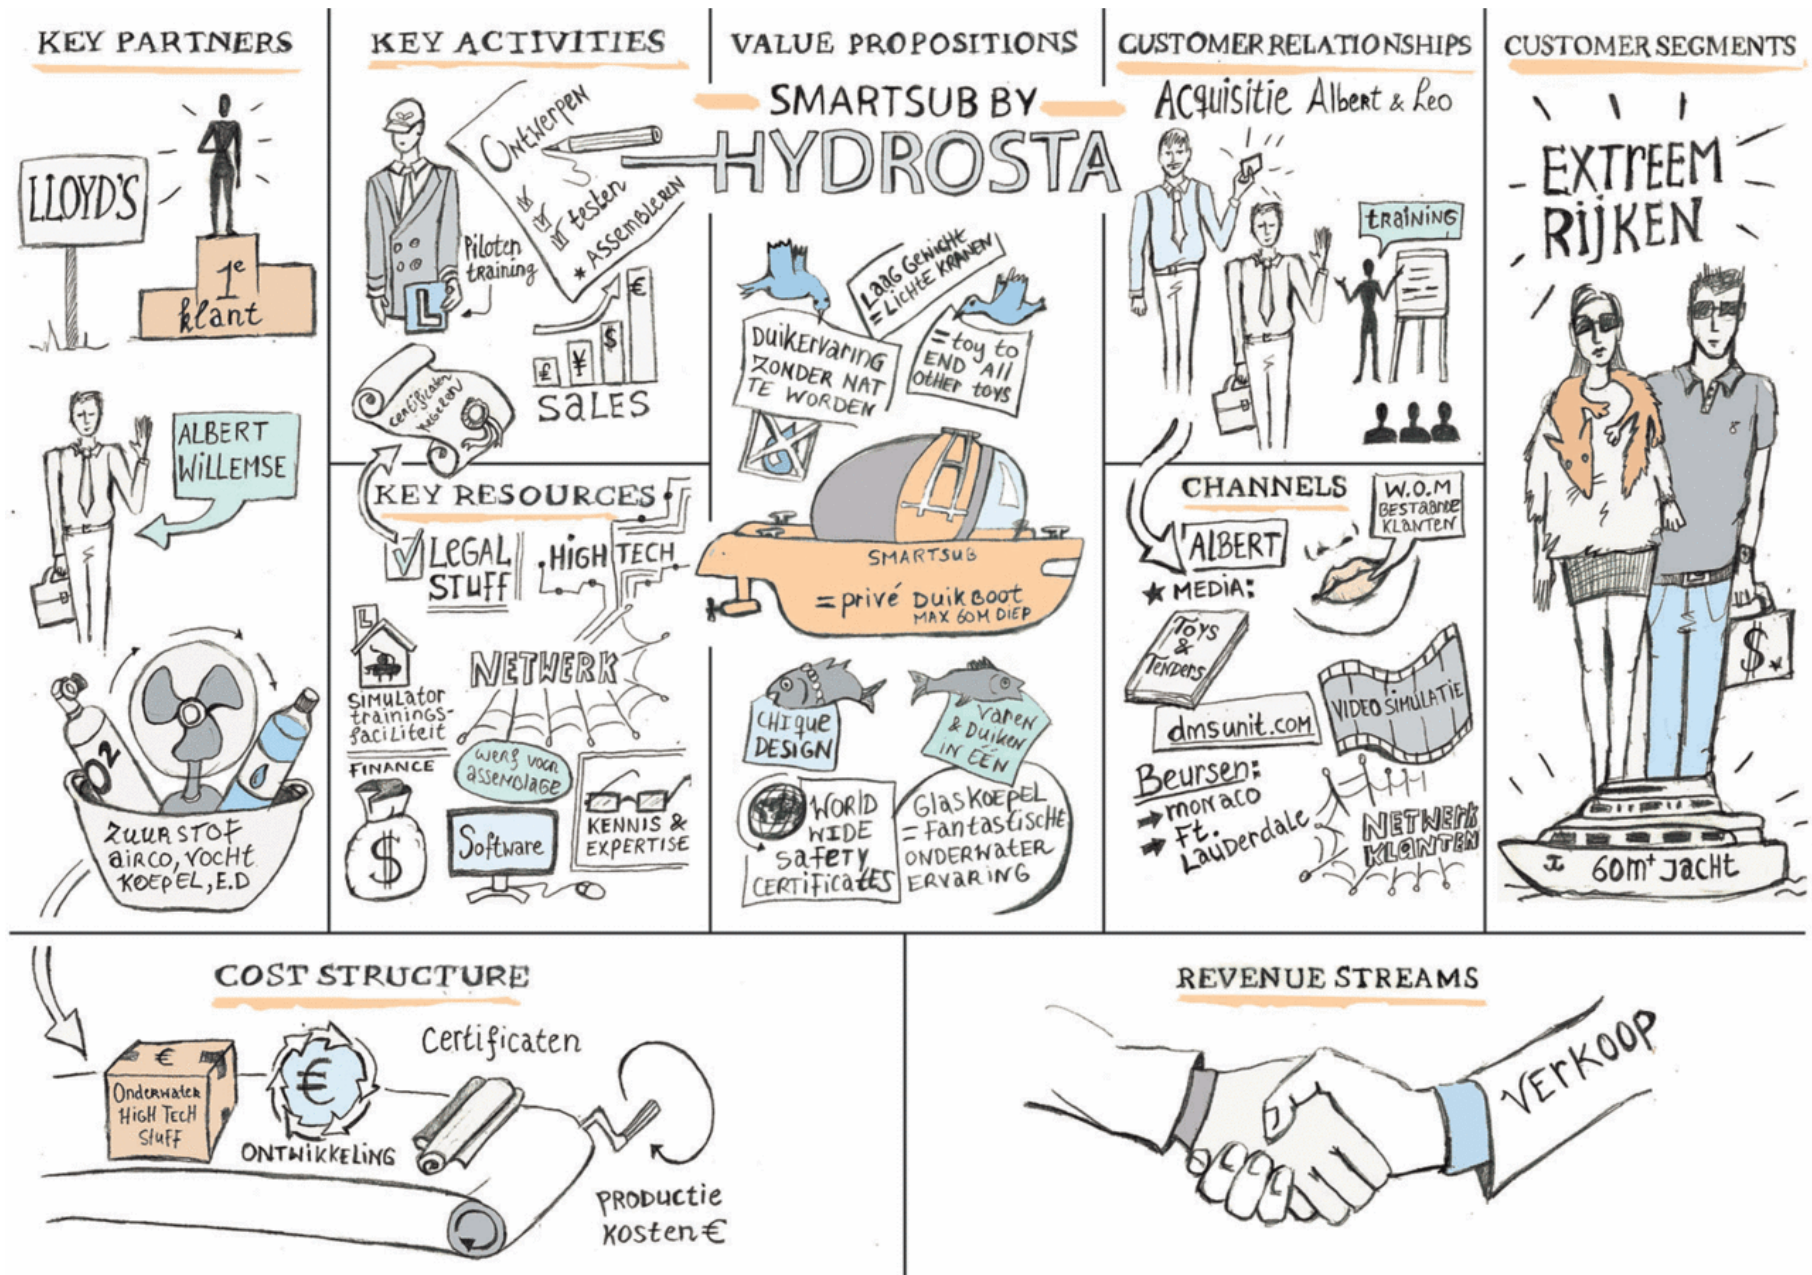 KEY PARTNERS
LLOYD'S
1e
klant
ALBERT
WILLEMSE
O2
ZUURSTOF
airco, vocht
KOEPEL, E.D
KEY ACTIVITIES
Ontwerpen
testen
* ASSEMBLEREN
Piloten
training
L
certificaten
regelen
£
¥
$
€
SALES
KEY RESOURCES
LEGAL
STUFF
HIGH TECH
L
SIMULATOR
trainings-
faciliteit
NETWERK
FINANCE
$
werf voor
assemblage
Software
KENNIS &
EXPERTISE
VALUE PROPOSITIONS
SMARTSUB BY
HYDROSTA
LAAG GEWICHT
= LICHTE KRANEN
DUIKERVARING
ZONDER NAT
TE WORDEN
= toy to
END All
OtHer toys
SMARTSUB
= privé DuikBoot
MAX 60M DIEP
CHIQUE
DESIGN
VAREN
& DUIKEN
IN ÉÉN
WORLD
WIDE
SAFETY
CERTIFICATES
GlasKOEPEL
= Fantastische
ONDERWATER
ERVARING
CUSTOMER RELATIONSHIPS
Acquisitie Albert & Leo
training
CHANNELS
ALBERT
W.O.M
BESTAANDE
KLANTEN
★ MEDIA:
Toys
&
Tenders
VIDEO SIMULATIE
dmsunit.com
Beursen:
➔ monaco
➔ Ft.
Lauderdale
NETWERK
KLANTEN
CUSTOMER SEGMENTS
EXTREEM
RIJKEN
$
60m+ Jacht
COST STRUCTURE
€
Onderwater
HIGH TECH
Stuff
€
ONTWIKKELING
Certificaten
PRODUCTIE
KOSTEN €
REVENUE STREAMS
VERKOOP